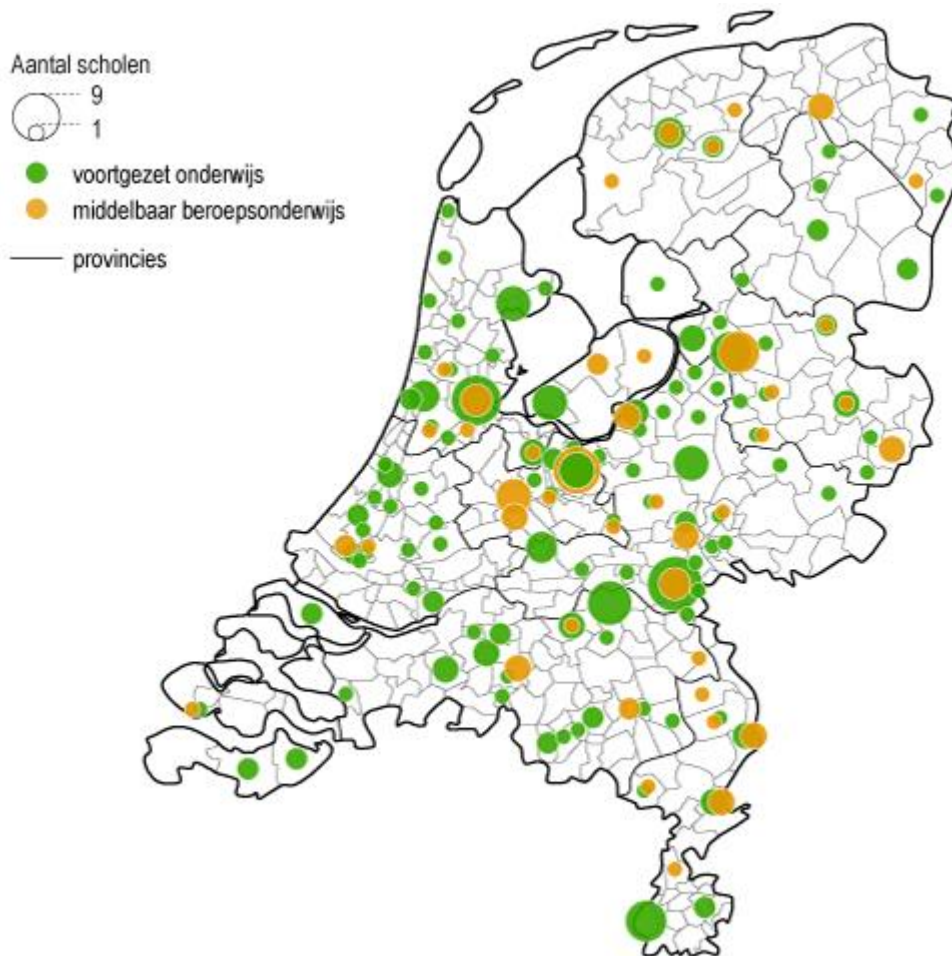 Aantal scholen
9
1
voortgezet onderwijs
middelbaar beroepsonderwijs
provincies